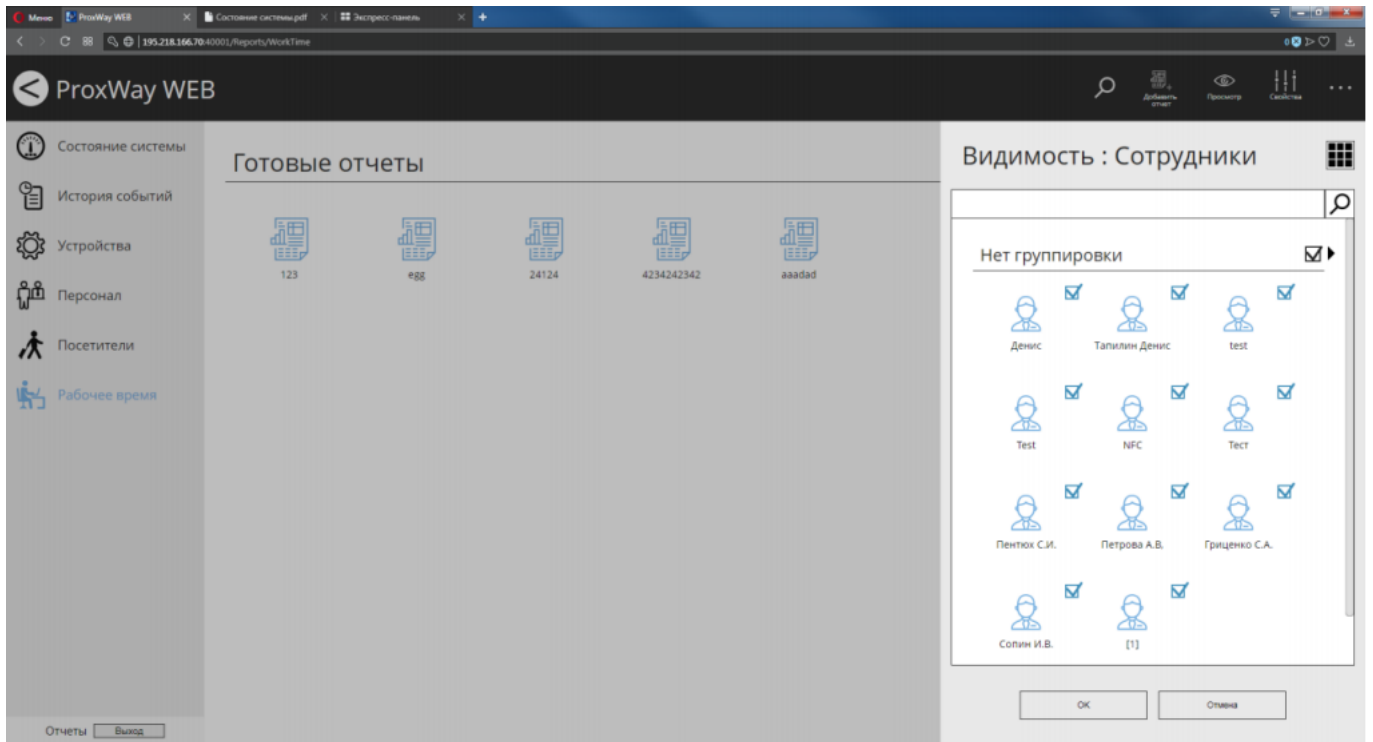 Меню ProxWay WEB Состояние системы.pdf Экспресс-панель
195.218.166.70:40001/Reports/WorkTime 0
ProxWay WEB
Добавить отчет
Просмотр
Свойства
Состояние системы
История событий
Устройства
Персонал
Посетители
Рабочее время
Отчеты Выход
Готовые отчеты
123 egg 24124 4234242342 aaadad
Видимость : Сотрудники
Нет группировки
Денис Тапилин Денис test
Test NFC Тест
Пентюх С.И. Петрова А.В. Гриценко С.А.
Сопин И.В. [1]
OK Отмена